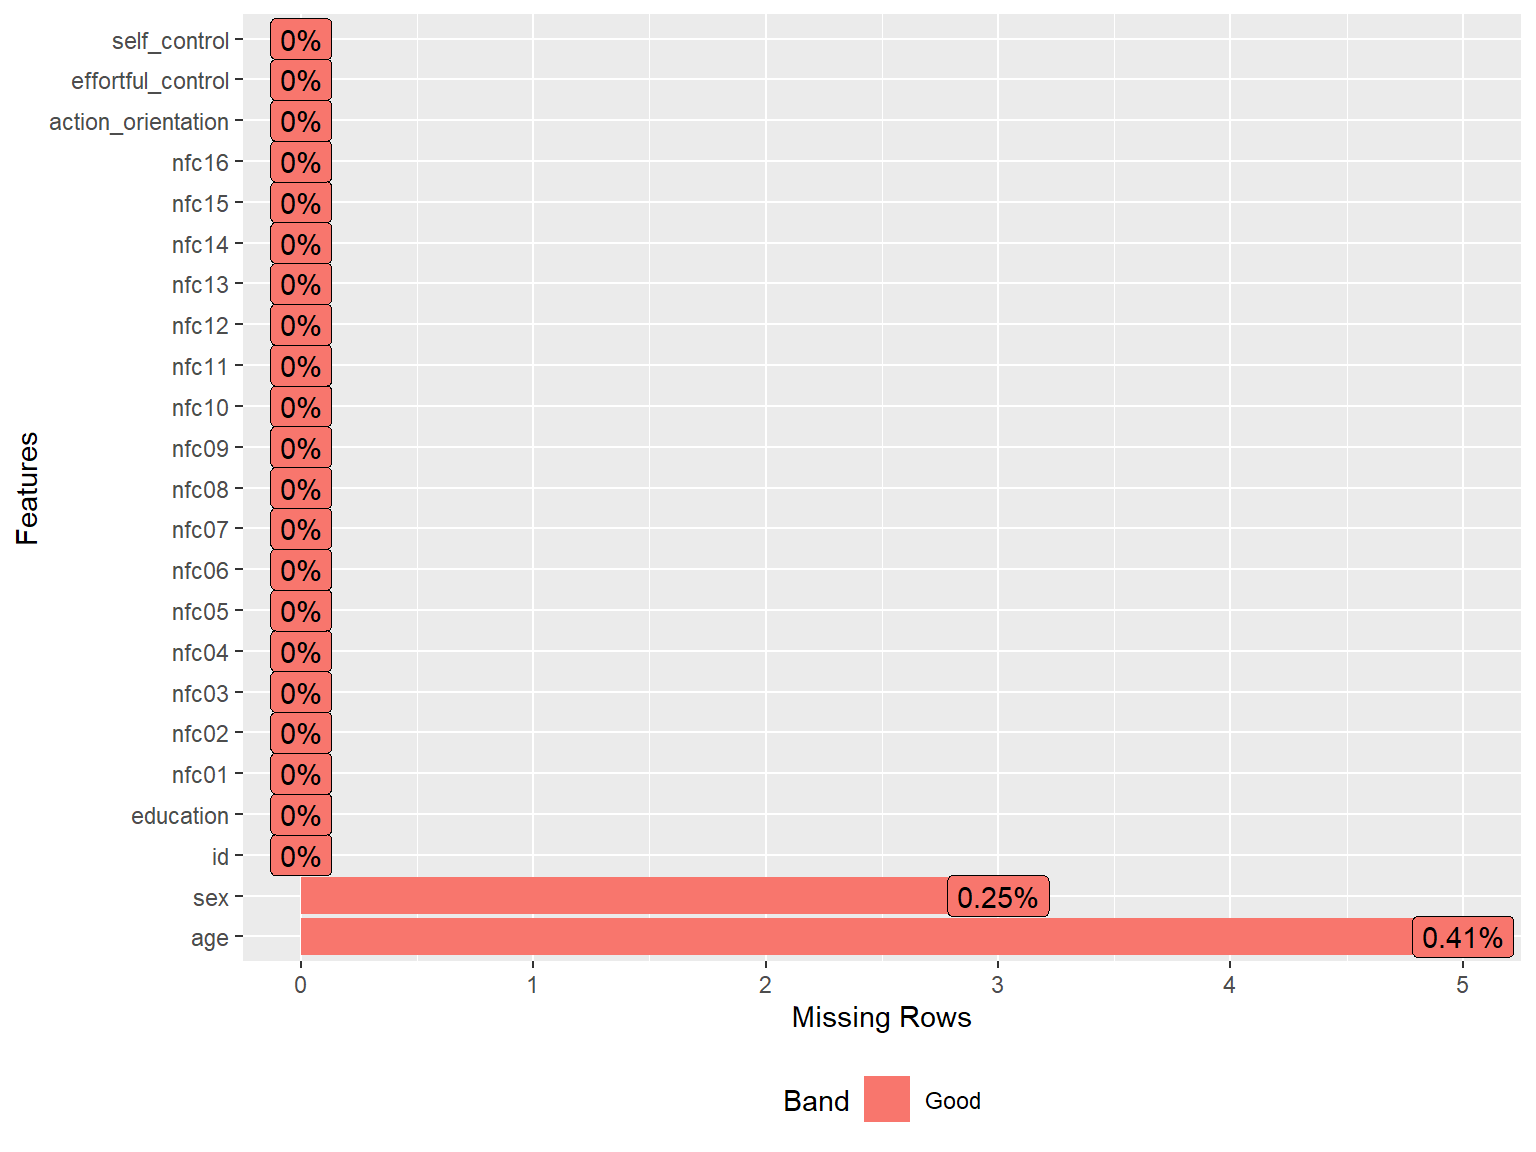 self_control 0%
effortful_control 0%
action_orientation 0%
nfc16 0%
nfc15 0%
nfc14 0%
nfc13 0%
nfc12 0%
nfc11 0%
nfc10 0%
nfc09 0%
nfc08 0%
nfc07 0%
nfc06 0%
nfc05 0%
nfc04 0%
nfc03 0%
nfc02 0%
nfc01 0%
education 0%
id 0%
sex 0.25%
age 0.41%
Features
0 1 2 3 4 5
Missing Rows
Band Good